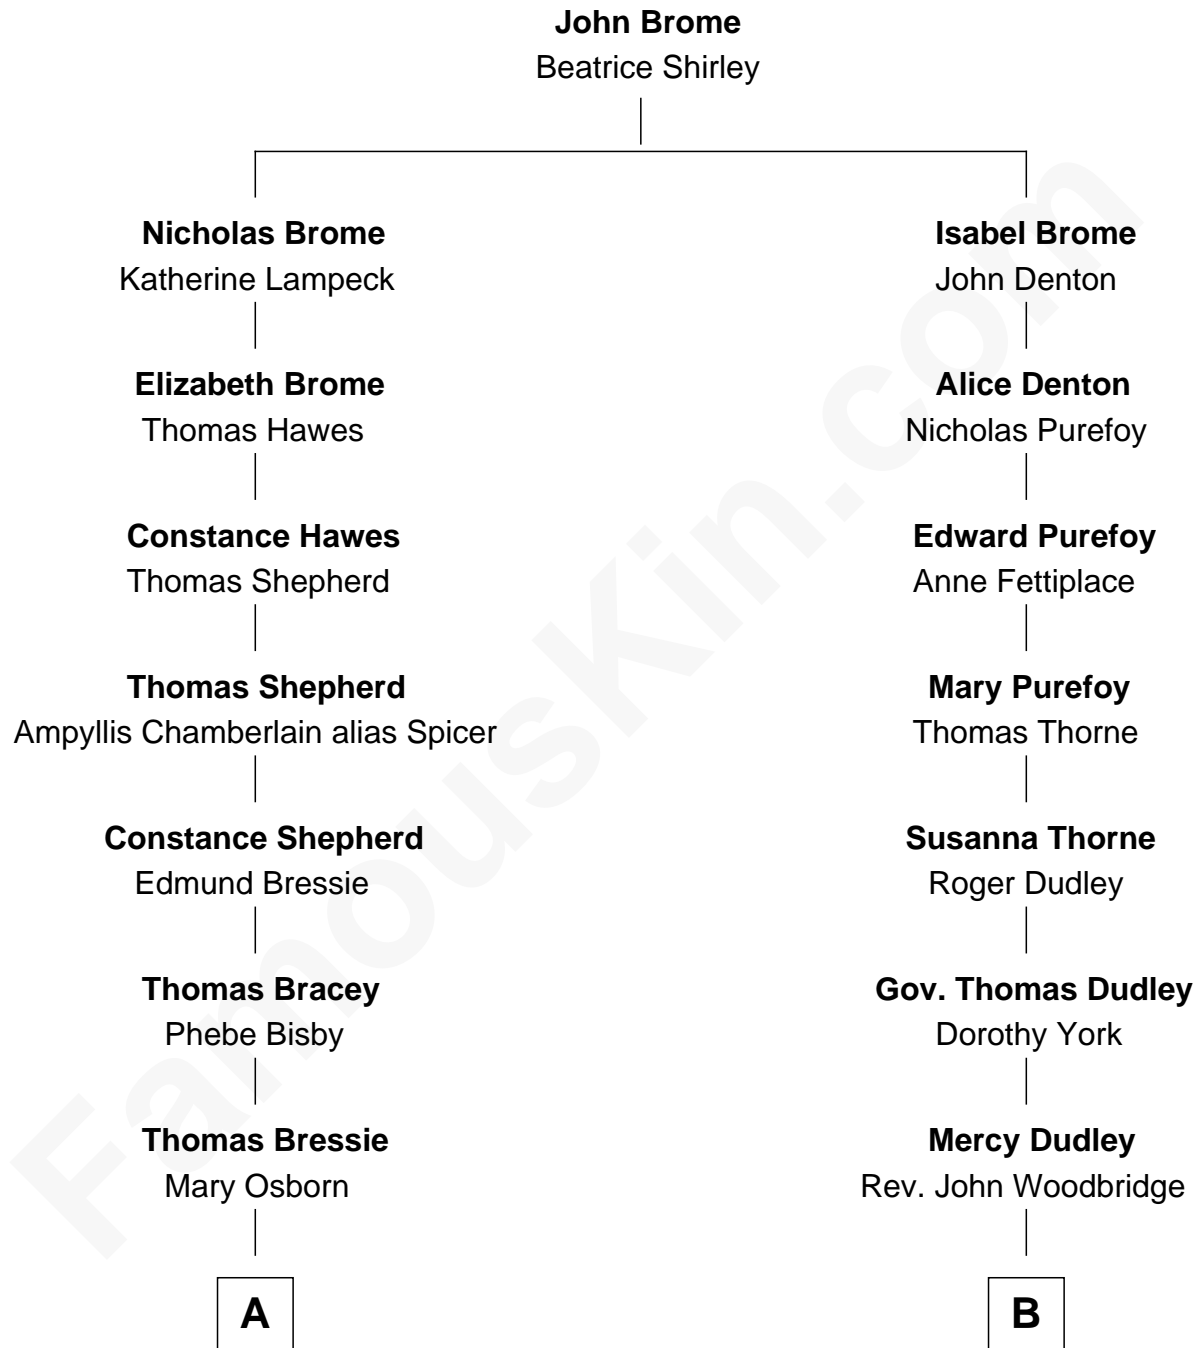 John Brome
Beatrice Shirley
Nicholas Brome
Katherine Lampeck
Elizabeth Brome
Thomas Hawes
Constance Hawes
Thomas Shepherd
Thomas Shepherd
Ampyllis Chamberlain alias Spicer
Constance Shepherd
Edmund Bressie
Thomas Bracey
Phebe Bisby
Thomas Bressie
Mary Osborn
A
Isabel Brome
John Denton
Alice Denton
Nicholas Purefoy
Edward Purefoy
Anne Fettiplace
Mary Purefoy
Thomas Thorne
Susanna Thorne
Roger Dudley
Gov. Thomas Dudley
Dorothy York
Mercy Dudley
Rev. John Woodbridge
B
FamousKin.com